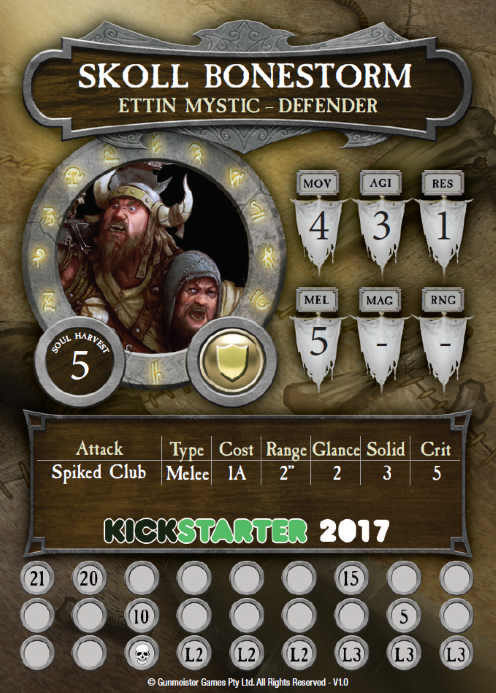 SKOLL BONESTORM
ETTIN MYSTIC – DEFENDER
MOV AGI RES
4 3 1
MEL MAG RNG
5 - -
SOUL HARVEST
5
Attack Type Cost Range Glance Solid Crit
Spiked Club Melee 1A 2" 2 3 5
KICKSTARTER 2017
21 20 15
10 5
L2 L2 L2 L3 L3 L3
© Gunmeister Games Pty Ltd. All Rights Reserved - V1.0